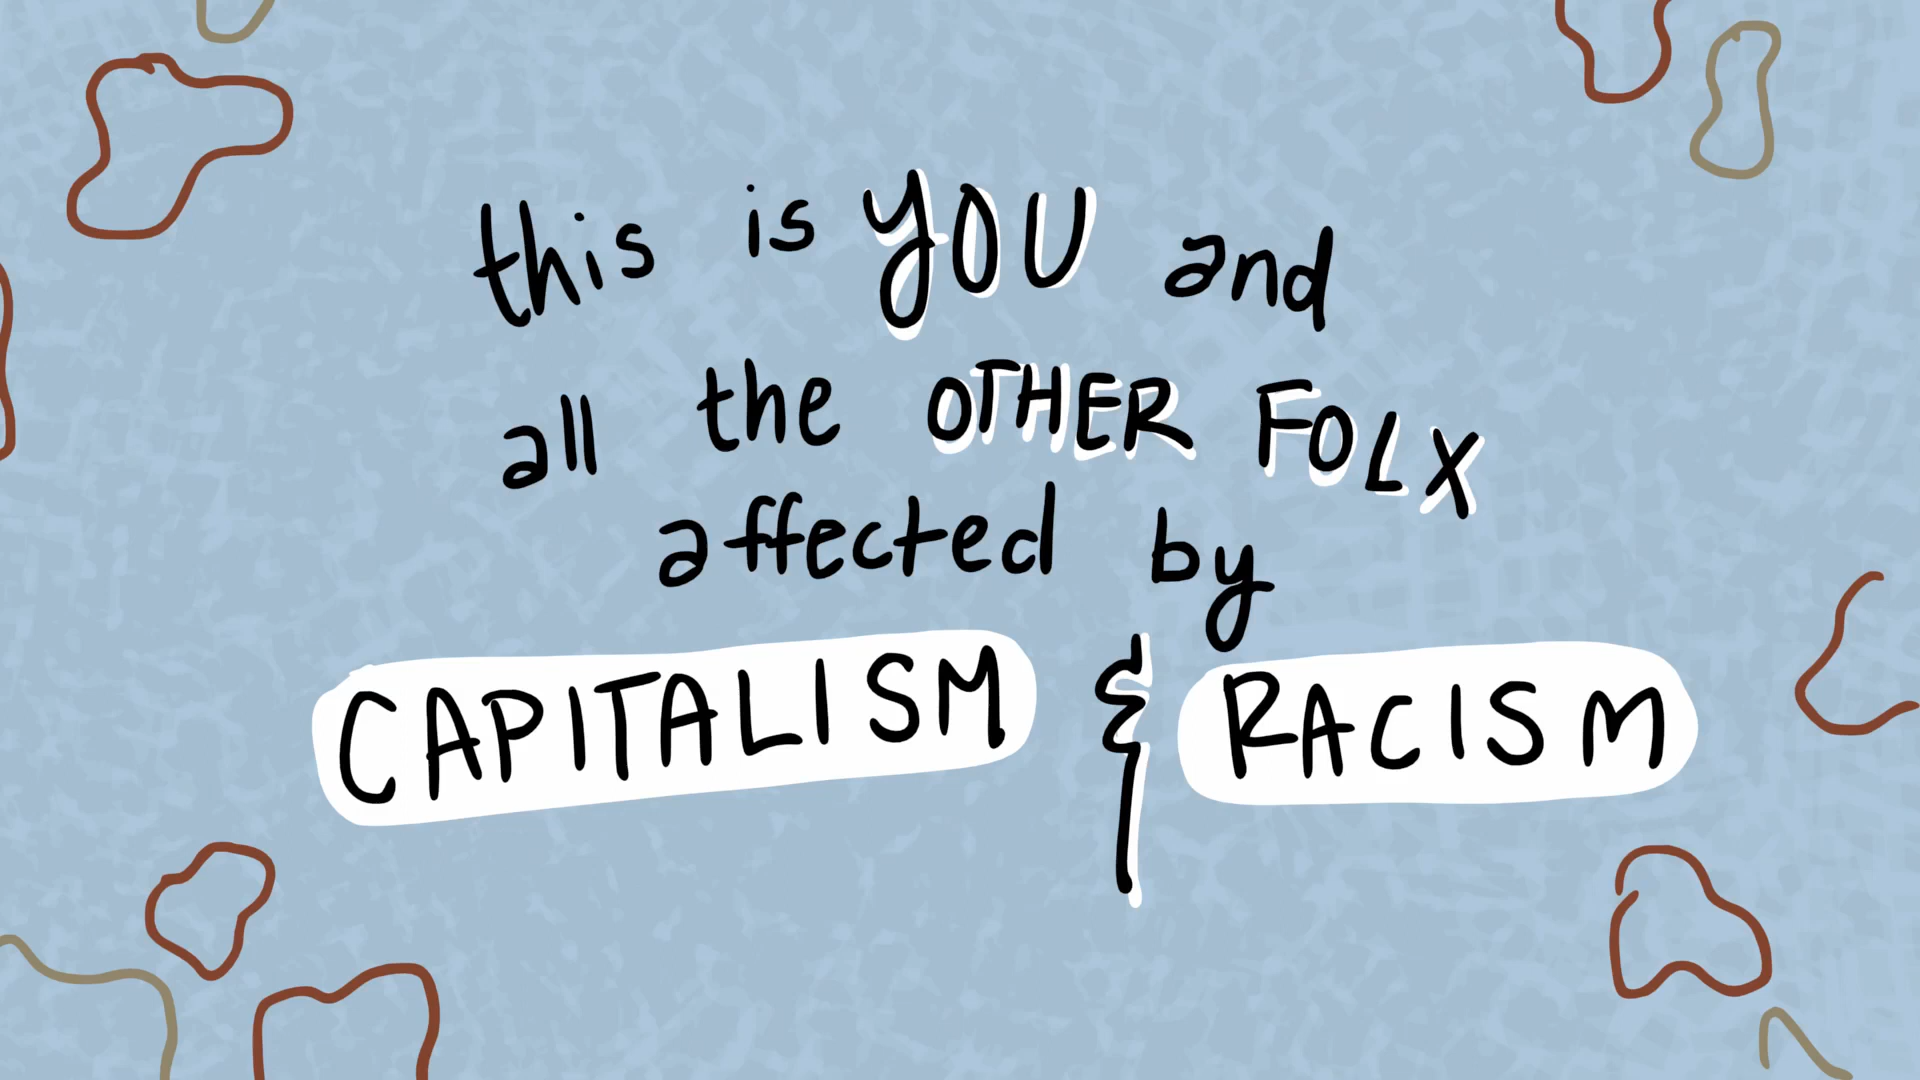 this is YOU and
all the OTHER FOLX
affected by
CAPITALISM & RACISM